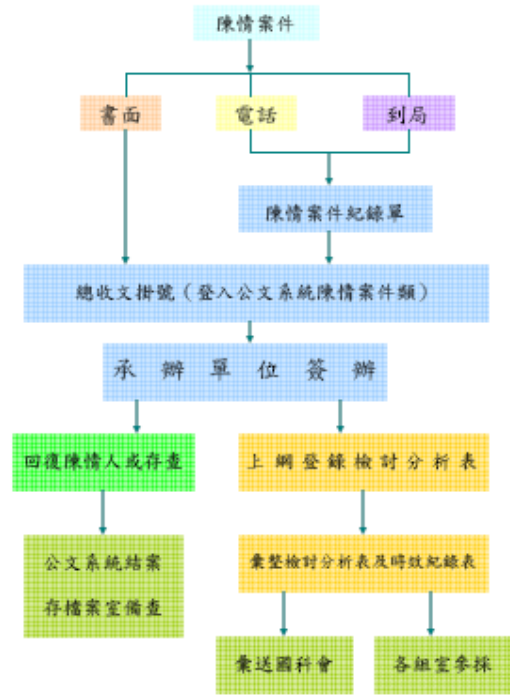 陳情案件
書面
電話
到局
陳情案件紀錄單
總收文掛號（登入公文系統陳情案件類）
承辦單位簽辦
回復陳情人或存查
上網登錄檢討分析表
公文系統結案
存檔案室備查
彙整檢討分析表及時效紀錄表
彙送國科會
各組室參採